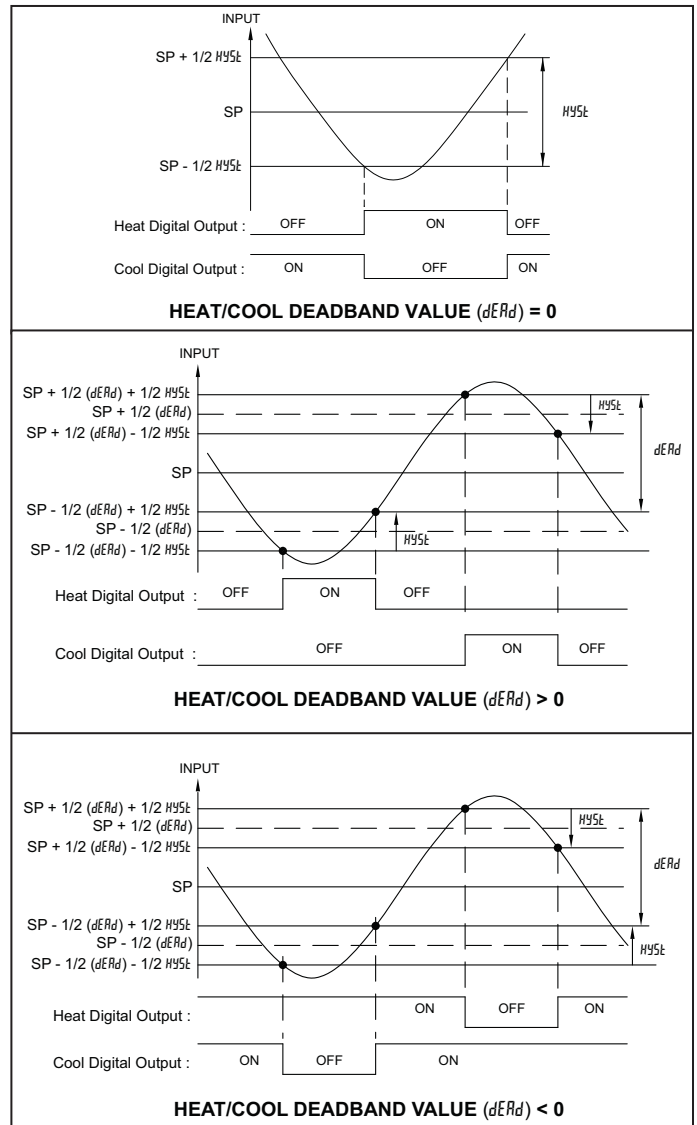 INPUT
SP + 1/2 HYSt
SP
HYSt
SP - 1/2 HYSt
Heat Digital Output : OFF ON OFF
Cool Digital Output : ON OFF ON
HEAT/COOL DEADBAND VALUE (dEAd) = 0
INPUT
SP + 1/2 (dEAd) + 1/2 HYSt
HYSt
SP + 1/2 (dEAd)
SP + 1/2 (dEAd) - 1/2 HYSt
dEAd
SP
SP - 1/2 (dEAd) + 1/2 HYSt
SP - 1/2 (dEAd)
HYSt
SP - 1/2 (dEAd) - 1/2 HYSt
Heat Digital Output : OFF ON OFF
Cool Digital Output : OFF ON OFF
HEAT/COOL DEADBAND VALUE (dEAd) > 0
INPUT
SP + 1/2 (dEAd) + 1/2 HYSt
HYSt
SP + 1/2 (dEAd)
SP + 1/2 (dEAd) - 1/2 HYSt
dEAd
SP
SP - 1/2 (dEAd) + 1/2 HYSt
SP - 1/2 (dEAd)
HYSt
SP - 1/2 (dEAd) - 1/2 HYSt
Heat Digital Output : ON OFF ON
Cool Digital Output : ON OFF ON
HEAT/COOL DEADBAND VALUE (dEAd) < 0